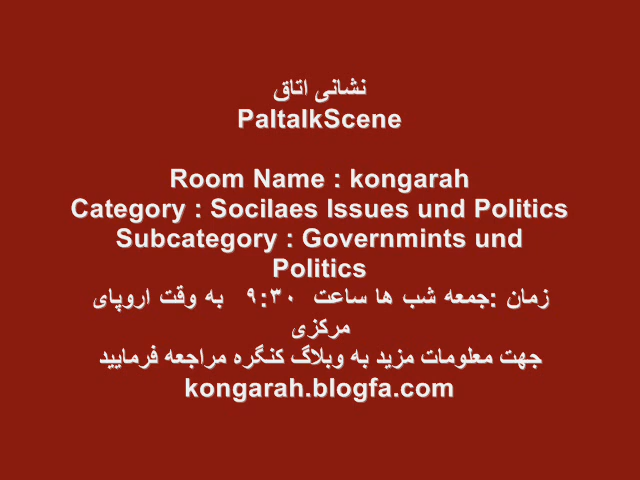 نشانی اتاق
PaltalkScene
Room Name : kongarah
Category : Socilaes Issues und Politics
Subcategory : Governmints und
Politics
زمان :جمعه شب ها ساعت ۹:۳۰ به وقت اروپای
مرکزی
جهت معلومات مزید به وبلاگ کنگره مراجعه فرمایید
kongarah.blogfa.com